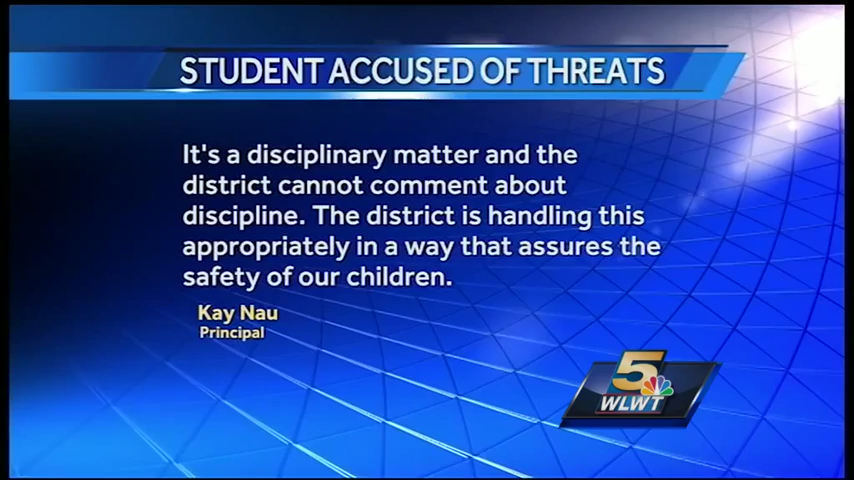 STUDENT ACCUSED OF THREATS
It's a disciplinary matter and the
district cannot comment about
discipline. The district is handling this
appropriately in a way that assures the
safety of our children.
Kay Nau
Principal
5
WLWT